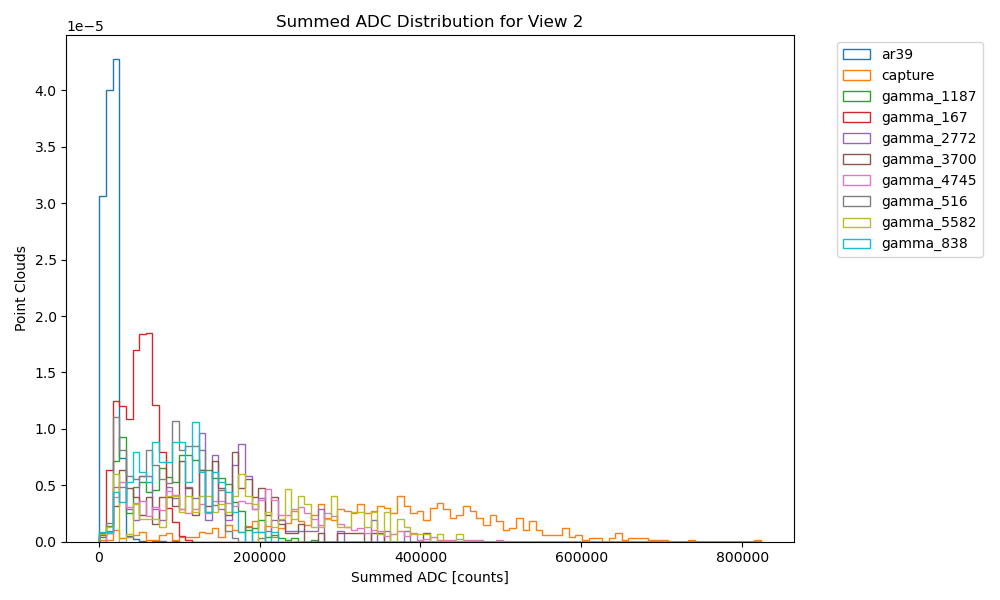 Summed ADC Distribution for View 2
1e−5
4.0
3.5
3.0
2.5
2.0
1.5
1.0
0.5
0.0
Point Clouds
0
200000
400000
600000
800000
Summed ADC [counts]
ar39
capture
gamma_1187
gamma_167
gamma_2772
gamma_3700
gamma_4745
gamma_516
gamma_5582
gamma_838